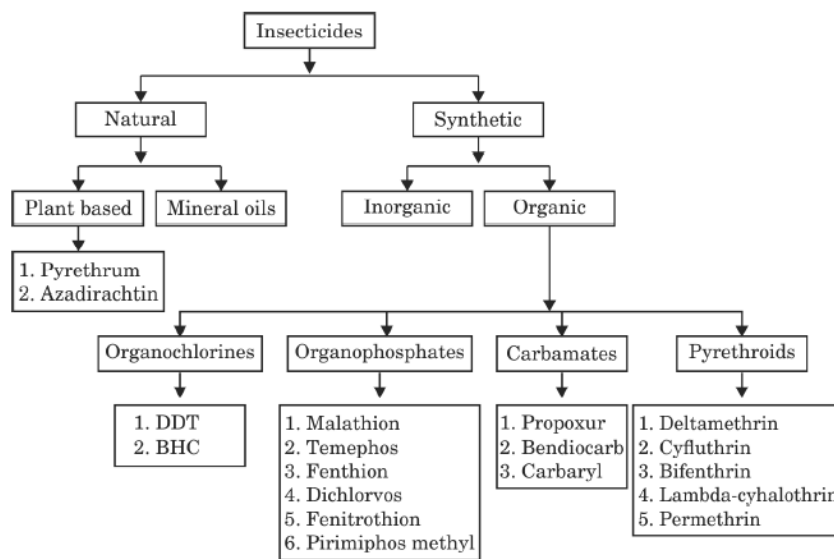 Insecticides
Natural
Synthetic
Plant based
Mineral oils
Inorganic
Organic
1. Pyrethrum
2. Azadirachtin
Organochlorines
Organophosphates
Carbamates
Pyrethroids
1. DDT
2. BHC
1. Malathion
2. Temephos
3. Fenthion
4. Dichlorvos
5. Fenitrothion
6. Pirimiphos methyl
1. Propoxur
2. Bendiocarb
3. Carbaryl
1. Deltamethrin
2. Cyfluthrin
3. Bifenthrin
4. Lambda-cyhalothrin
5. Permethrin